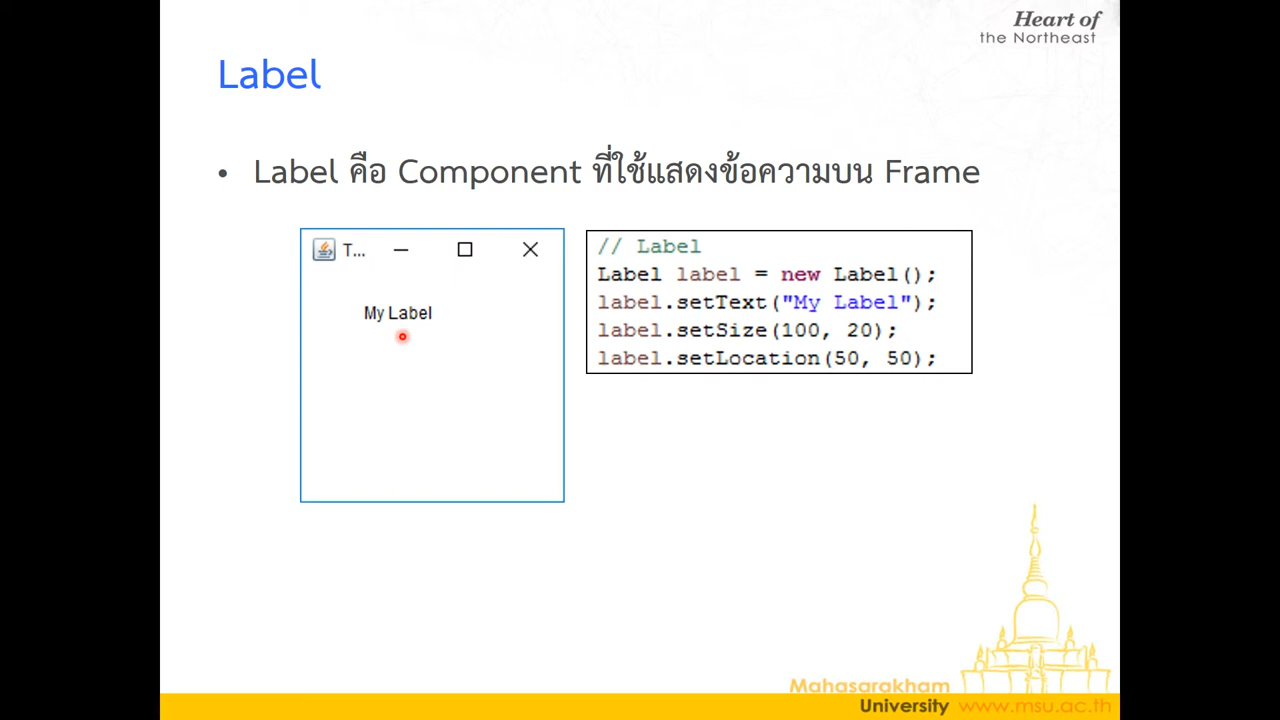 Heart of
the Northeast
Label
• Label คือ Component ที่ใช้แสดงข้อความบน Frame
T...
My Label
// Label
Label label = new Label();
label.setText("My Label");
label.setSize(100, 20);
label.setLocation(50, 50);
Mahasarakham
University www.msu.ac.th